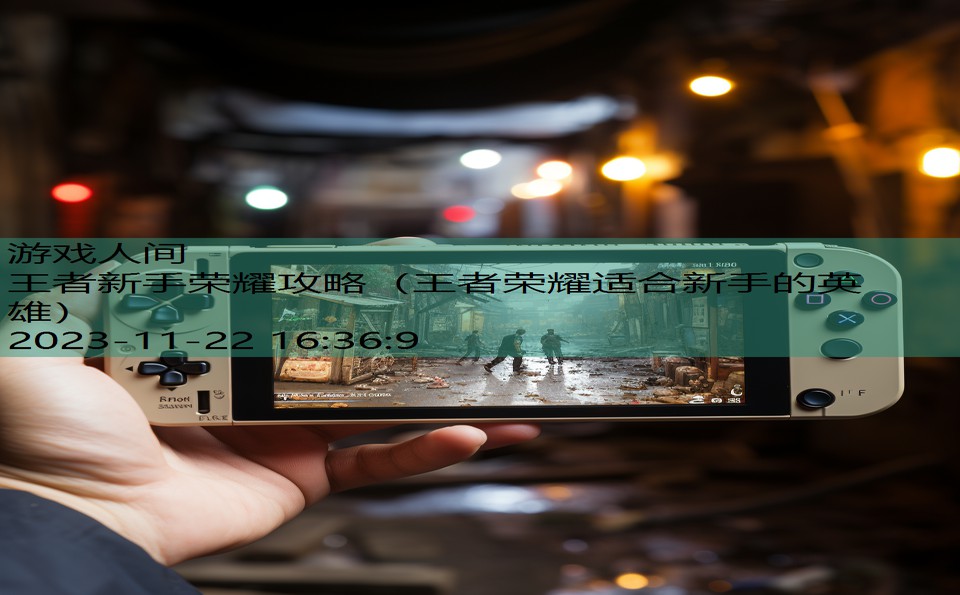 游戏人间
王者新手荣耀攻略（王者荣耀适合新手的英
雄）
2023-11-22 16:36:9